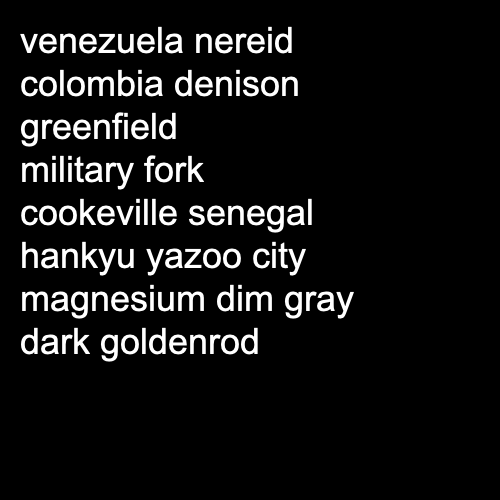 venezuela nereid
colombia denison
greenfield
military fork
cookeville senegal
hankyu yazoo city
magnesium dim gray
dark goldenrod